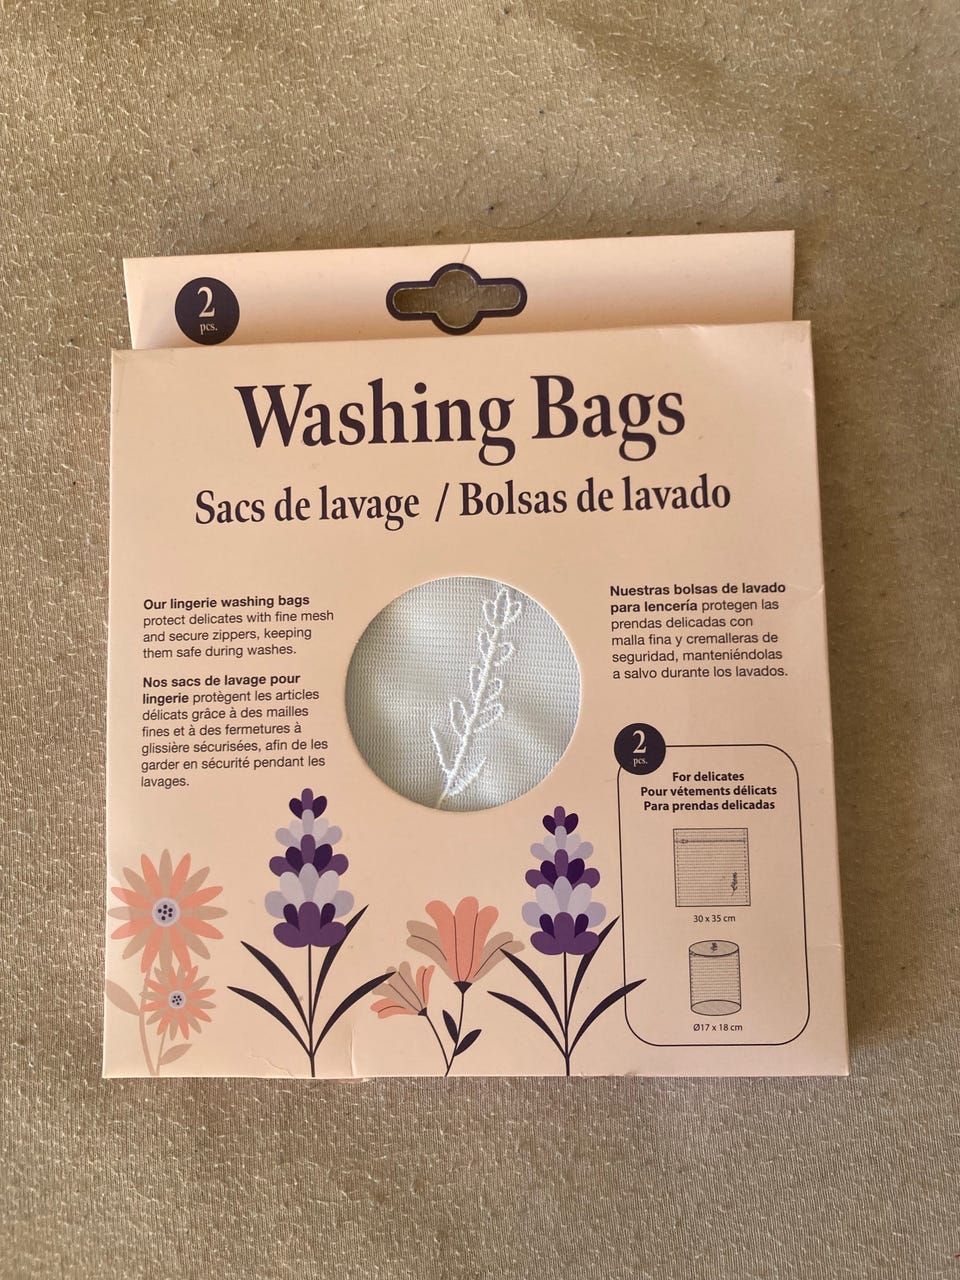 2
pcs.
Washing Bags
Sacs de lavage / Bolsas de lavado
Our lingerie washing bags
protect delicates with fine mesh
and secure zippers, keeping
them safe during washes.
Nos sacs de lavage pour
lingerie protègent les articles
délicats grâce à des mailles
fines et à des fermetures à
glissière sécurisées, afin de les
garder en sécurité pendant les
lavages.
Nuestras bolsas de lavado
para lencería protegen las
prendas delicadas con
malla fina y cremalleras de
seguridad, manteniéndolas
a salvo durante los lavados.
2
pcs.
For delicates
Pour vétements délicats
Para prendas delicadas
30 x 35 cm
Ø17 x 18 cm